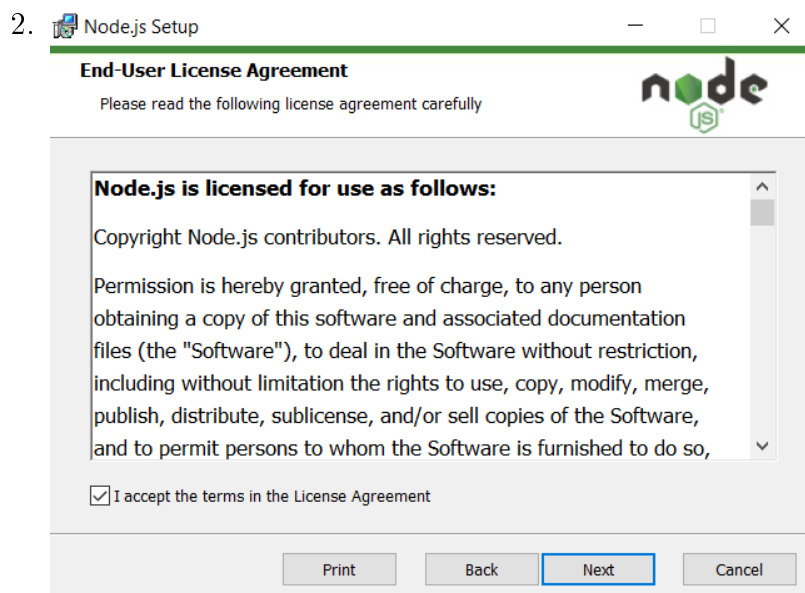 2. Node.js Setup
End-User License Agreement
Please read the following license agreement carefully
node
JS
Node.js is licensed for use as follows:
Copyright Node.js contributors. All rights reserved.
Permission is hereby granted, free of charge, to any person
obtaining a copy of this software and associated documentation
files (the "Software"), to deal in the Software without restriction,
including without limitation the rights to use, copy, modify, merge,
publish, distribute, sublicense, and/or sell copies of the Software,
and to permit persons to whom the Software is furnished to do so,
I accept the terms in the License Agreement
Print Back Next Cancel